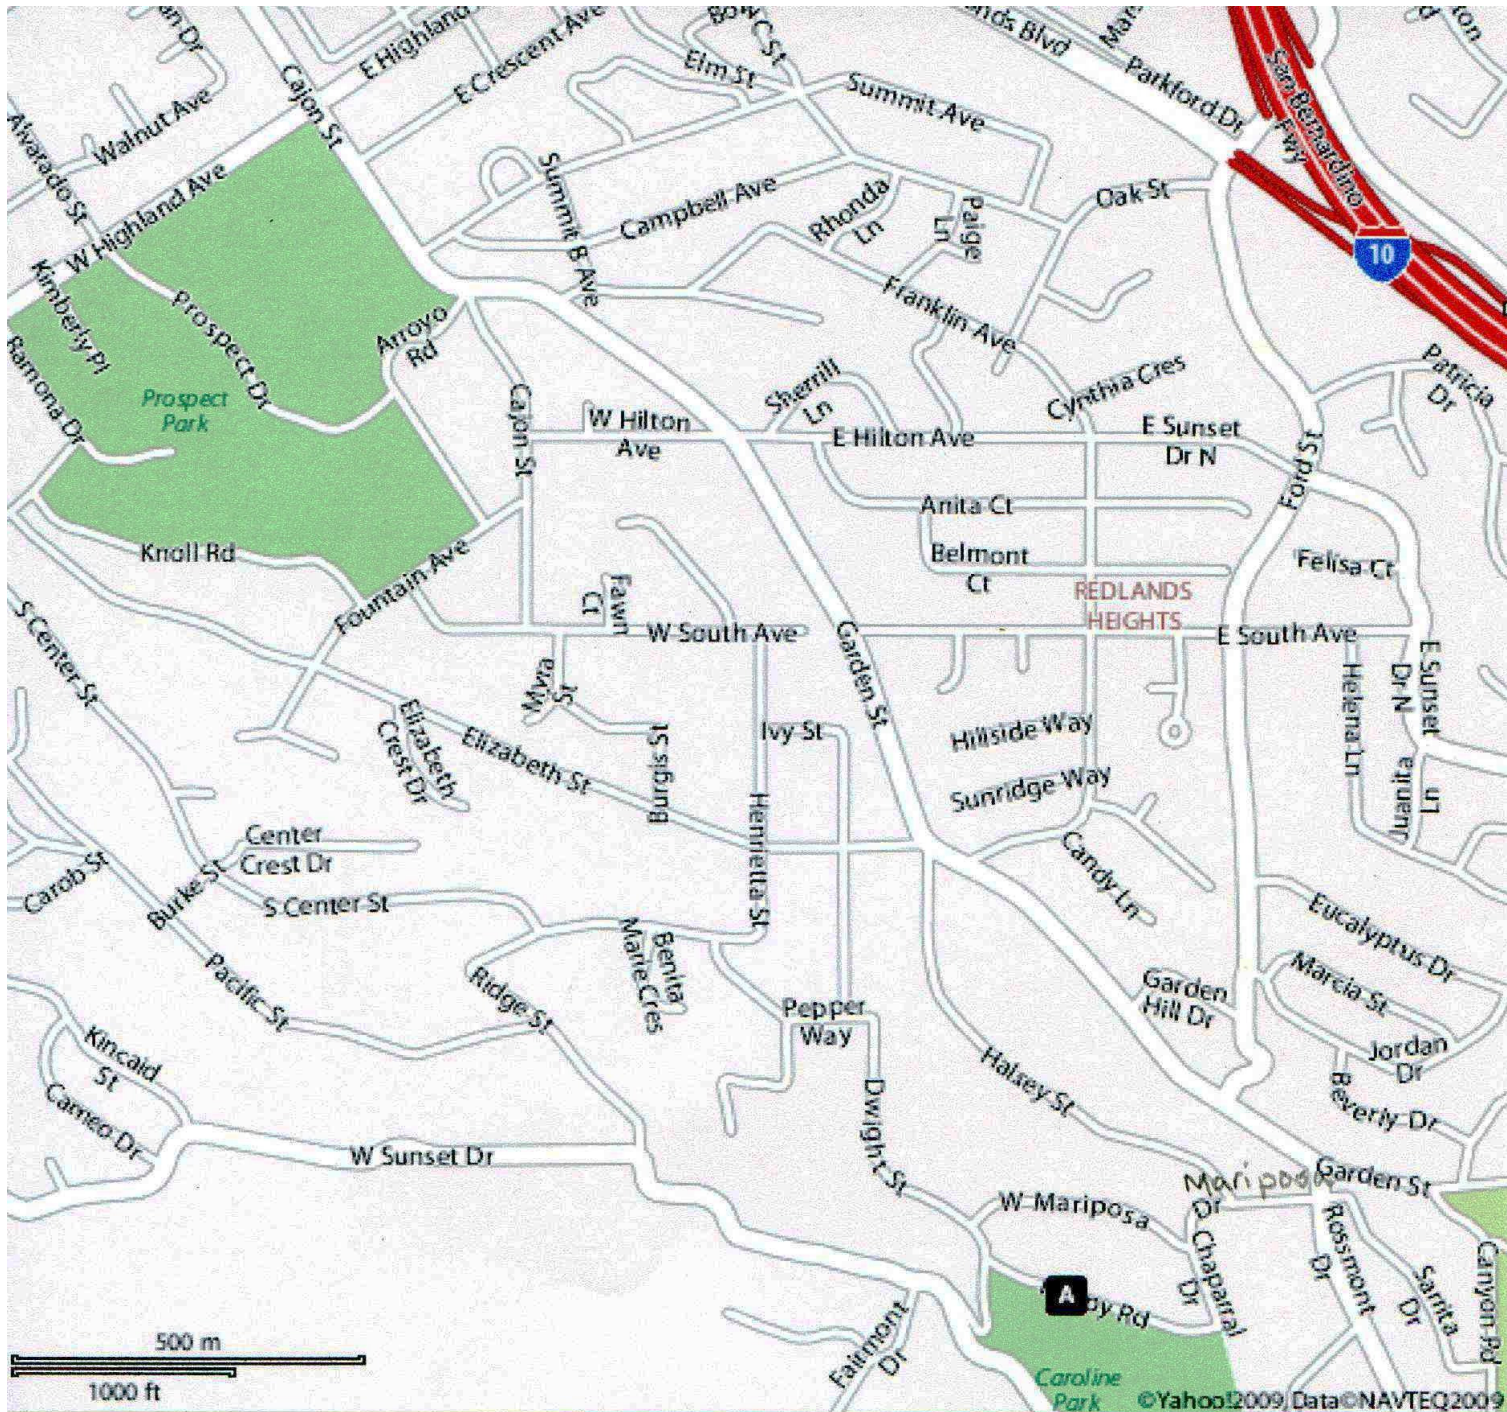 E Highland
E Crescent Ave
Bow C St
Elm St
Summit Ave
Parkford Dr
San Bernardino
Fwy
10
Cajon St
Walnut Ave
Alvarado St
W Highland Ave
Kimberly Pl
Ramona Dr
Prospect Dr
Prospect
Park
Arroyo
Rd
Summit B Ave
Campbell Ave
Rhonda
Ln
Paige
Ln
Oak St
Franklin Ave
Patricia
Dr
Cynthia Cres
Sherrill
Ln
Cajon St
W Hilton
Ave
E Hilton Ave
E Sunset
Dr N
Ford St
Anita Ct
Belmont
Ct
Felisa Ct
REDLANDS
HEIGHTS
Knoll Rd
Fountain Ave
Fawn
Ct
W South Ave
Garden St
E South Ave
S Center St
Myra
St
Helena Ln
E Sunset
Dr N
Elizabeth
Crest Dr
Elizabeth St
Burgis St
Ivy St
Hillside Way
Sunridge Way
Juanita
Ln
Center
Crest Dr
Henrietta St
Candy Ln
Carob St
Burke St
S Center St
Eucalyptus Dr
Benita
Marie Cres
Pacific St
Ridge St
Pepper
Way
Garden
Hill Dr
Marcia St
Jordan
Dr
Kincaid
St
Cameo Dr
Halsey St
Beverly Dr
W Sunset Dr
Dwight St
Mariposa
Garden St
W Mariposa
Dr
Chaparral
Dr
Rossmont
Dr
Sarrita
Dr
Canyon Rd
A
Rd
Fairmont
Dr
Caroline
Park
500 m
1000 ft
©Yahoo!2009, Data©NAVTEQ2009